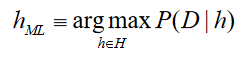 h_ML ≡ arg max P(D | h)
h∈H